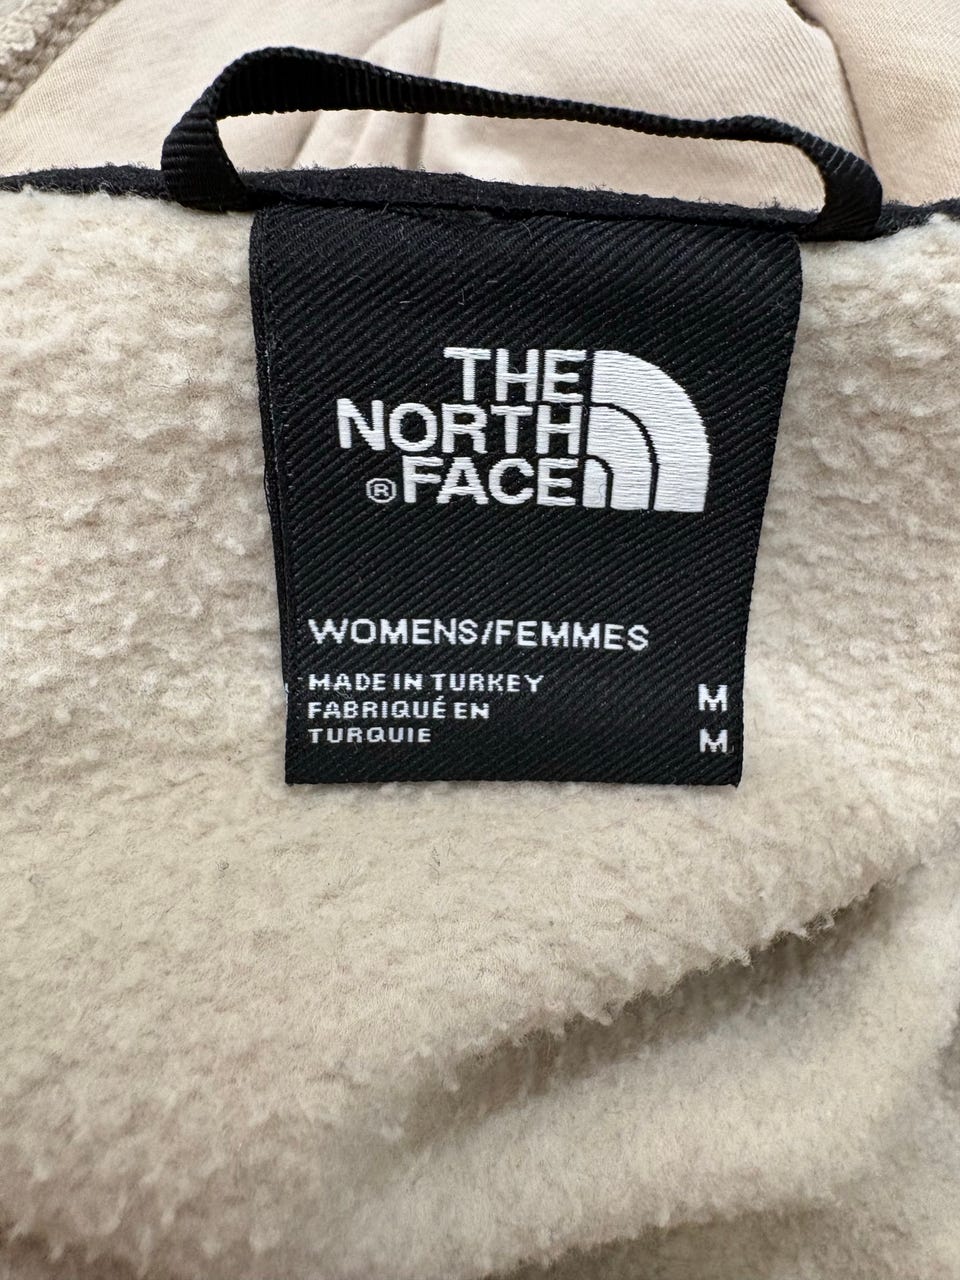 THE
NORTH
® FACE
WOMENS/FEMMES
MADE IN TURKEY
FABRIQUÉ EN
TURQUIE
M
M